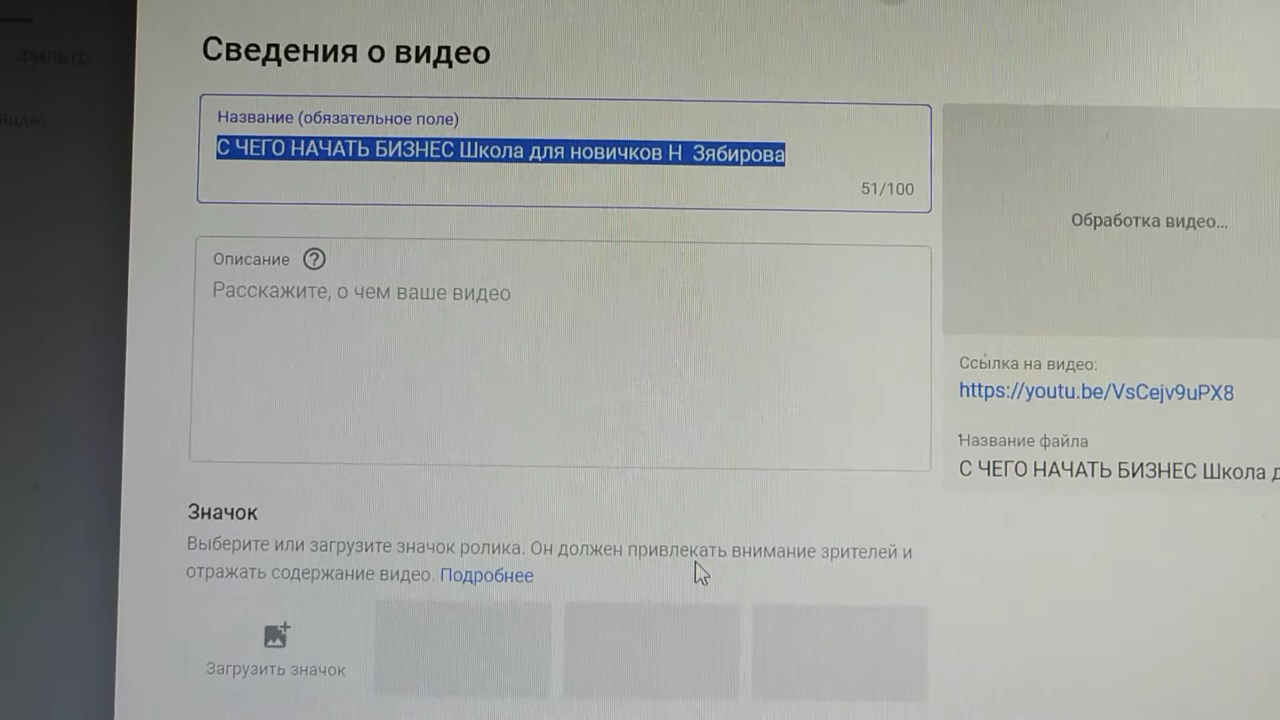 Фильтр
Видео
Сведения о видео
Название (обязательное поле)
С ЧЕГО НАЧАТЬ БИЗНЕС Школа для новичков Н  Зябирова
51/100
Описание ?
Расскажите, о чем ваше видео
Обработка видео...
Ссылка на видео:
https://youtu.be/VsCejv9uPX8
Название файла
С ЧЕГО НАЧАТЬ БИЗНЕС Школа д
Значок
Выберите или загрузите значок ролика. Он должен привлекать внимание зрителей и
отражать содержание видео. Подробнее
Загрузить значок